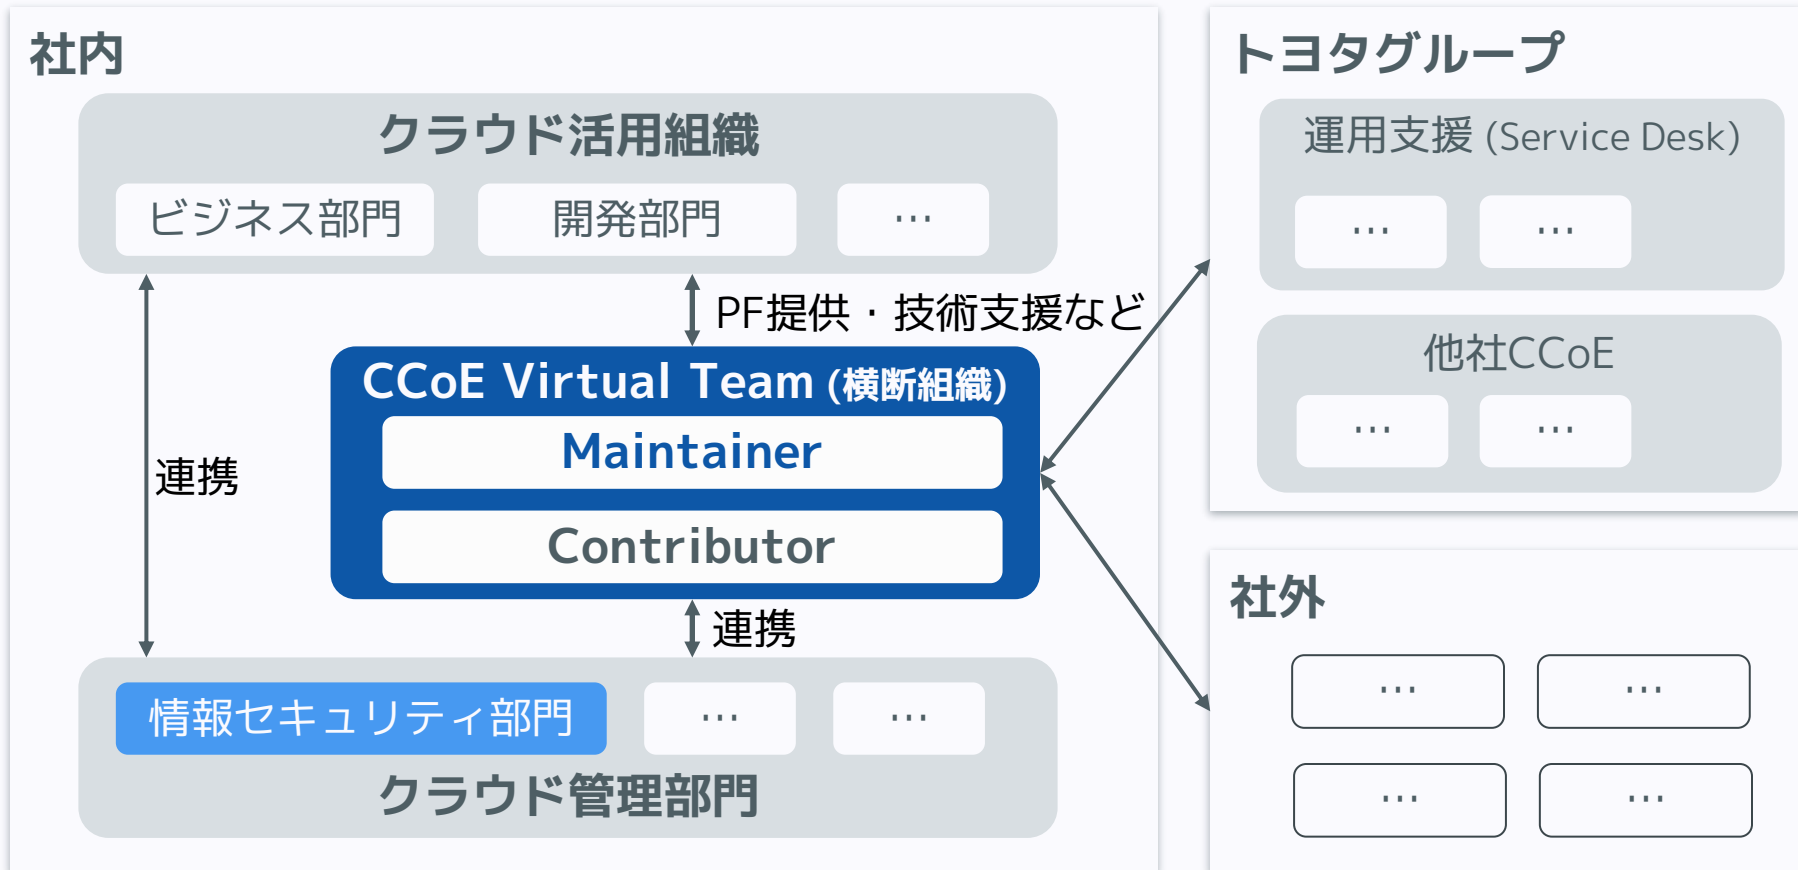 社内
クラウド活用組織
ビジネス部門
開発部門
…
PF提供・技術支援など
CCoE Virtual Team (横断組織)
Maintainer
Contributor
連携
連携
情報セキュリティ部門
…
…
クラウド管理部門
トヨタグループ
運用支援 (Service Desk)
…
…
他社CCoE
…
…
社外
…
…
…
…